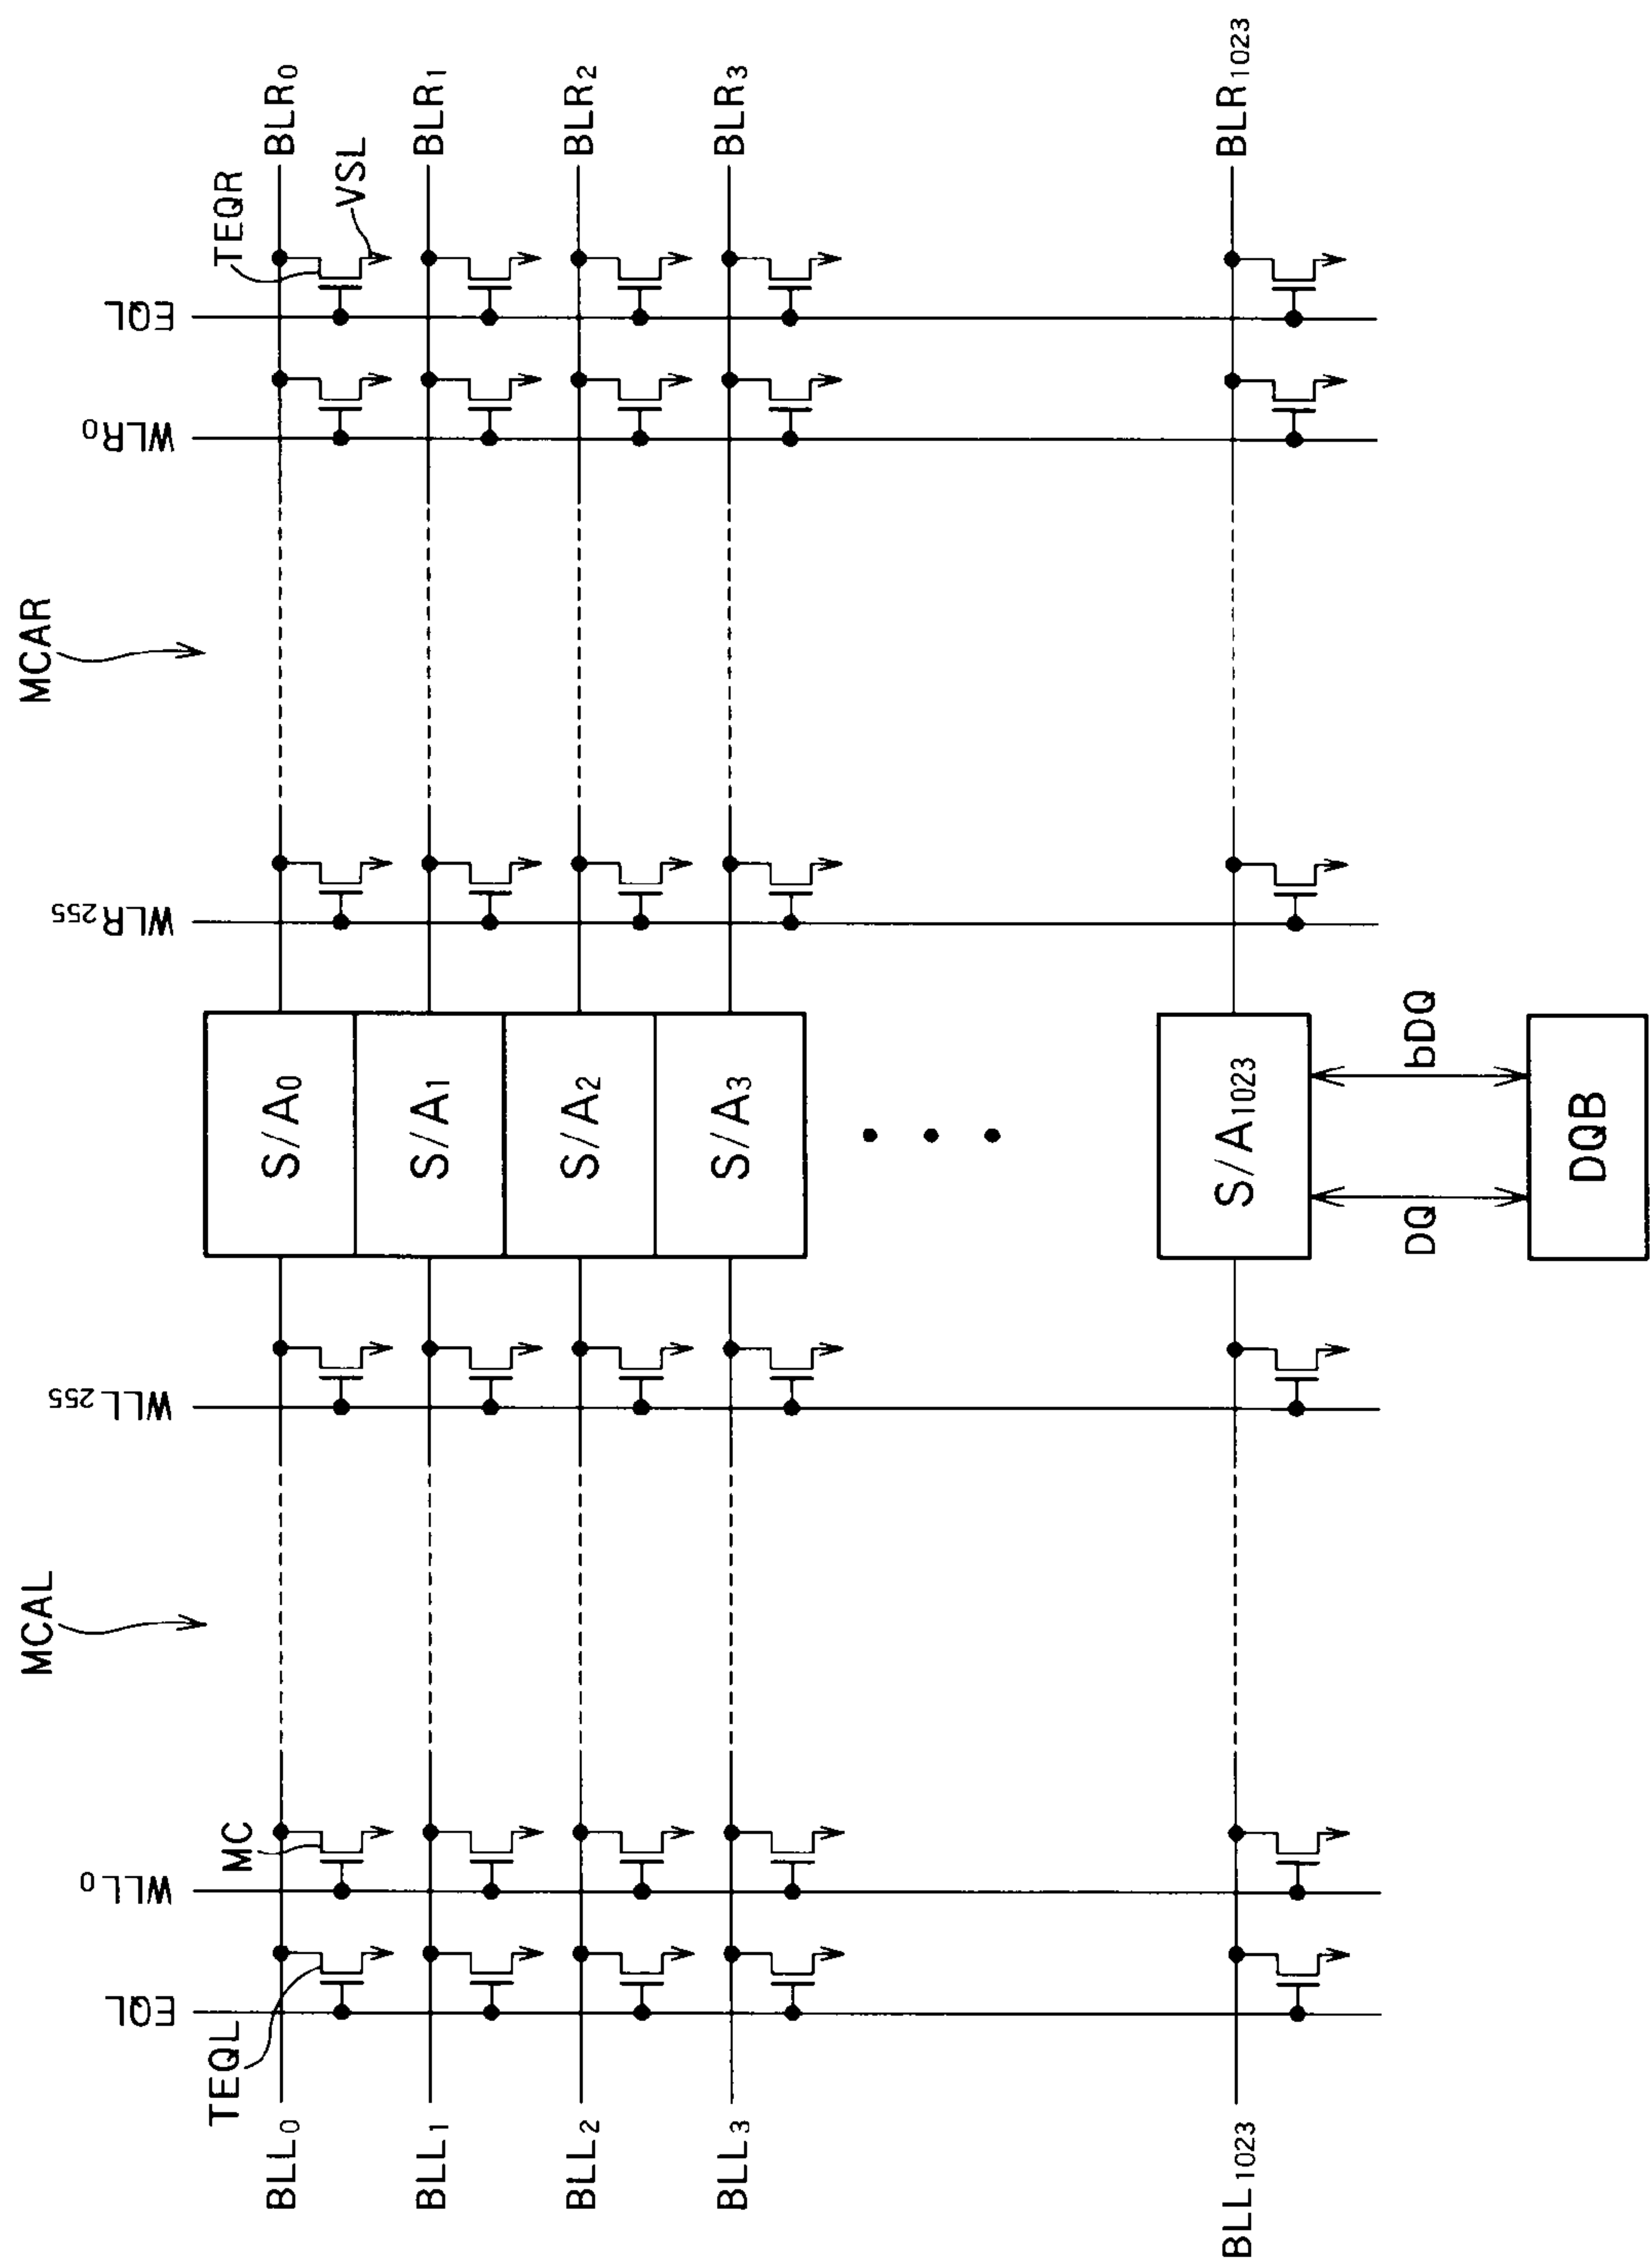 MCAL
MCAR
EQL
WLL0
WLL255
WLR255
WLR0
EQL
TEQL
MC
TEQR
VSL
BLL0
S/A0
BLR0
BLL1
S/A1
BLR1
BLL2
S/A2
BLR2
BLL3
S/A3
BLR3
BLL1023
S/A1023
BLR1023
DQ
bDQ
DQB